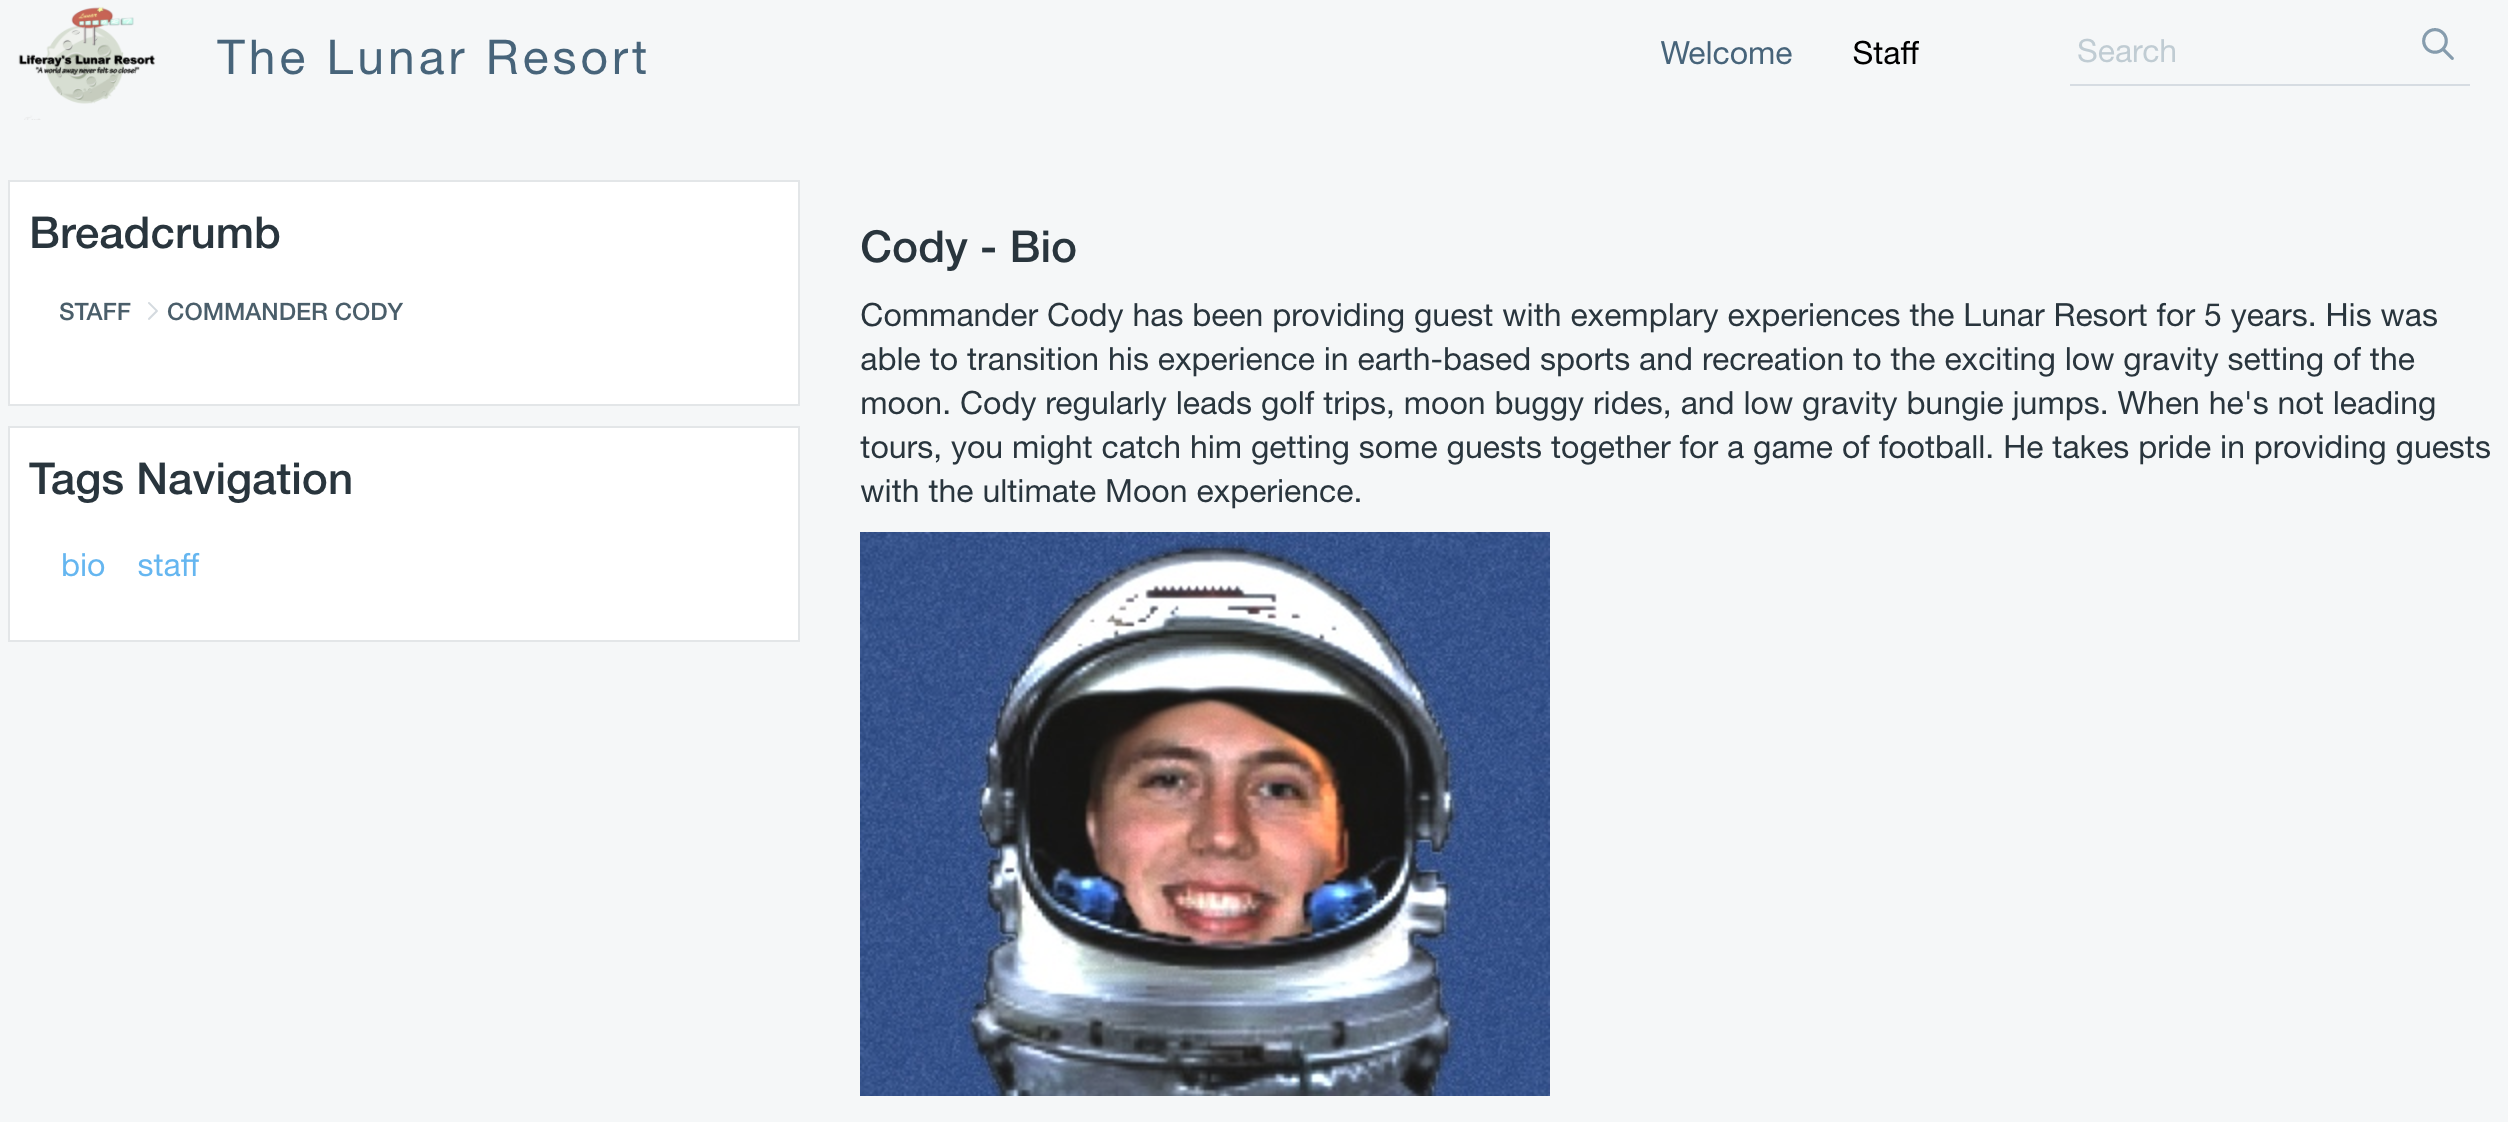 Liferay's Lunar Resort
"A world away never felt so close!"
The Lunar Resort
Welcome
Staff
Search
Breadcrumb
STAFF
COMMANDER CODY
Tags Navigation
bio staff
Cody - Bio
Commander Cody has been providing guest with exemplary experiences the Lunar Resort for 5 years. His was
able to transition his experience in earth-based sports and recreation to the exciting low gravity setting of the
moon. Cody regularly leads golf trips, moon buggy rides, and low gravity bungie jumps. When he's not leading
tours, you might catch him getting some guests together for a game of football. He takes pride in providing guests
with the ultimate Moon experience.